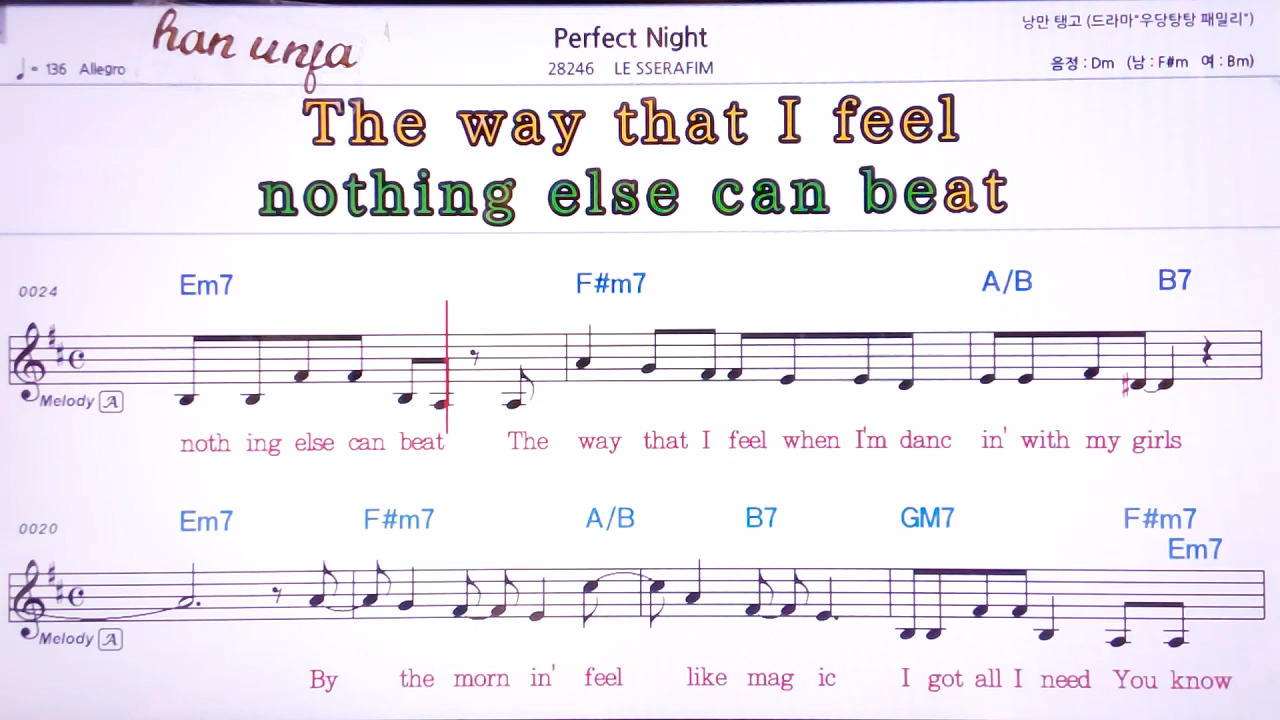 han unja
Perfect Night
낭만 탱고 (드라마"우당탕탕 패밀리")
♩= 136 Allegro
28246 LE SSERAFIM
음정 : Dm (남 : F#m 여 : Bm)
The way that I feel
nothing else can beat
0024 Em7 F#m7 A/B B7
Melody A
noth ing else can beat The way that I feel when I'm danc in' with my girls
0020 Em7 F#m7 A/B B7 GM7 F#m7
Em7
Melody A
By the morn in' feel like mag ic I got all I need You know